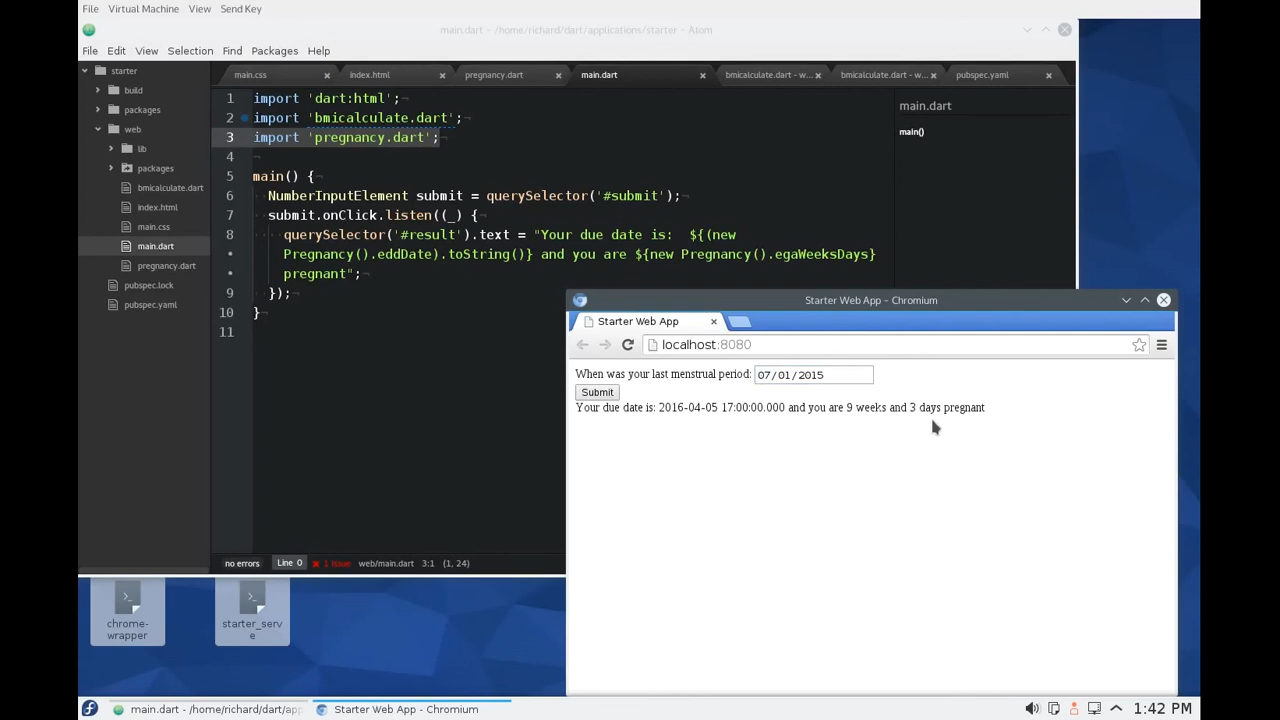 File Virtual Machine View Send Key
main.dart - /home/richard/dart/applications/starter - Atom
File Edit View Selection Find Packages Help
starter
build
packages
web
lib
packages
bmicalculate.dart
index.html
main.css
main.dart
pregnancy.dart
pubspec.lock
pubspec.yaml
main.css index.html pregnancy.dart main.dart bmicalculate.dart - w... bmicalculate.dart - w... pubspec.yaml
1 import 'dart:html';
2 import 'bmicalculate.dart';
3 import 'pregnancy.dart';
4
5 main() {
6 NumberInputElement submit = querySelector('#submit');
7 submit.onClick.listen((_) {
8 querySelector('#result').text = "Your due date is:  ${(new
Pregnancy().eddDate).toString()} and you are ${new Pregnancy().egaWeeksDays}
pregnant";
9 });
10 }
11
main.dart
main()
no errors Line 0 1 Issue web/main.dart 3:1 (1, 24)
Starter Web App - Chromium
Starter Web App
localhost:8080
When was your last menstrual period: 07/01/2015
Submit
Your due date is: 2016-04-05 17:00:00.000 and you are 9 weeks and 3 days pregnant
chrome-
wrapper
starter_serv
e
main.dart - /home/richard/dart/app Starter Web App - Chromium 1:42 PM